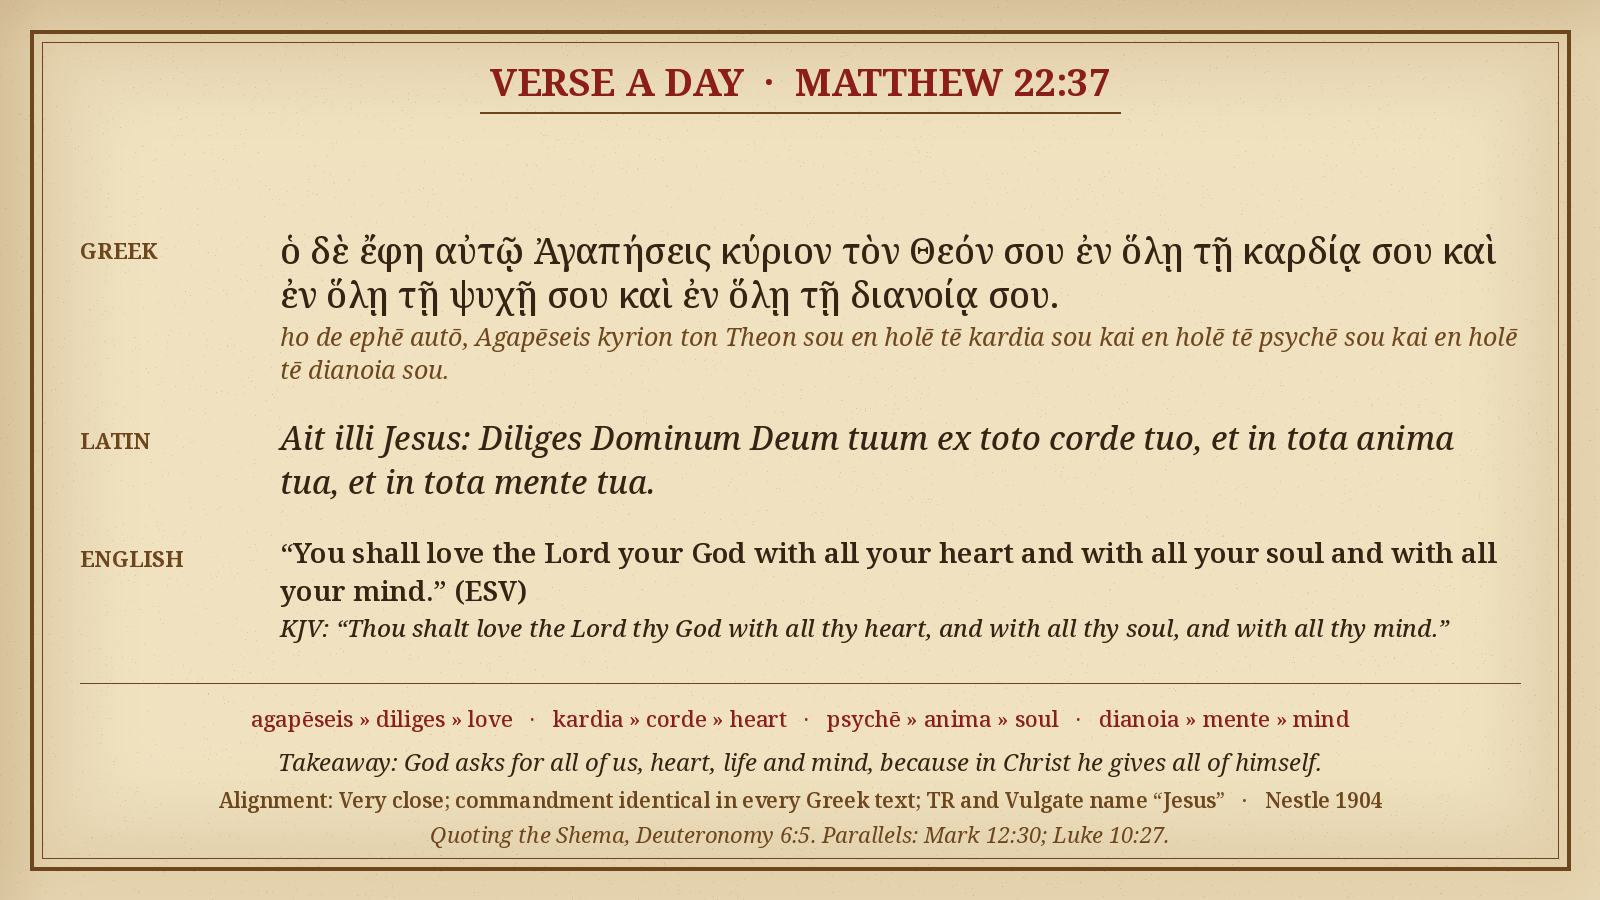 VERSE A DAY · MATTHEW 22:37
GREEK
ὁ δὲ ἔφη αὐτῷ Ἀγαπήσεις κύριον τὸν Θεόν σου ἐν ὅλῃ τῇ καρδίᾳ σου καὶ
ἐν ὅλῃ τῇ ψυχῇ σου καὶ ἐν ὅλῃ τῇ διανοίᾳ σου.
ho de ephē autō, Agapēseis kyrion ton Theon sou en holē tē kardia sou kai en holē tē psychē sou kai en holē
tē dianoia sou.
LATIN
Ait illi Jesus: Diliges Dominum Deum tuum ex toto corde tuo, et in tota anima
tua, et in tota mente tua.
ENGLISH
“You shall love the Lord your God with all your heart and with all your soul and with all
your mind.” (ESV)
KJV: “Thou shalt love the Lord thy God with all thy heart, and with all thy soul, and with all thy mind.”
agapēseis » diliges » love · kardia » corde » heart · psychē » anima » soul · dianoia » mente » mind
Takeaway: God asks for all of us, heart, life and mind, because in Christ he gives all of himself.
Alignment: Very close; commandment identical in every Greek text; TR and Vulgate name “Jesus” · Nestle 1904
Quoting the Shema, Deuteronomy 6:5. Parallels: Mark 12:30; Luke 10:27.